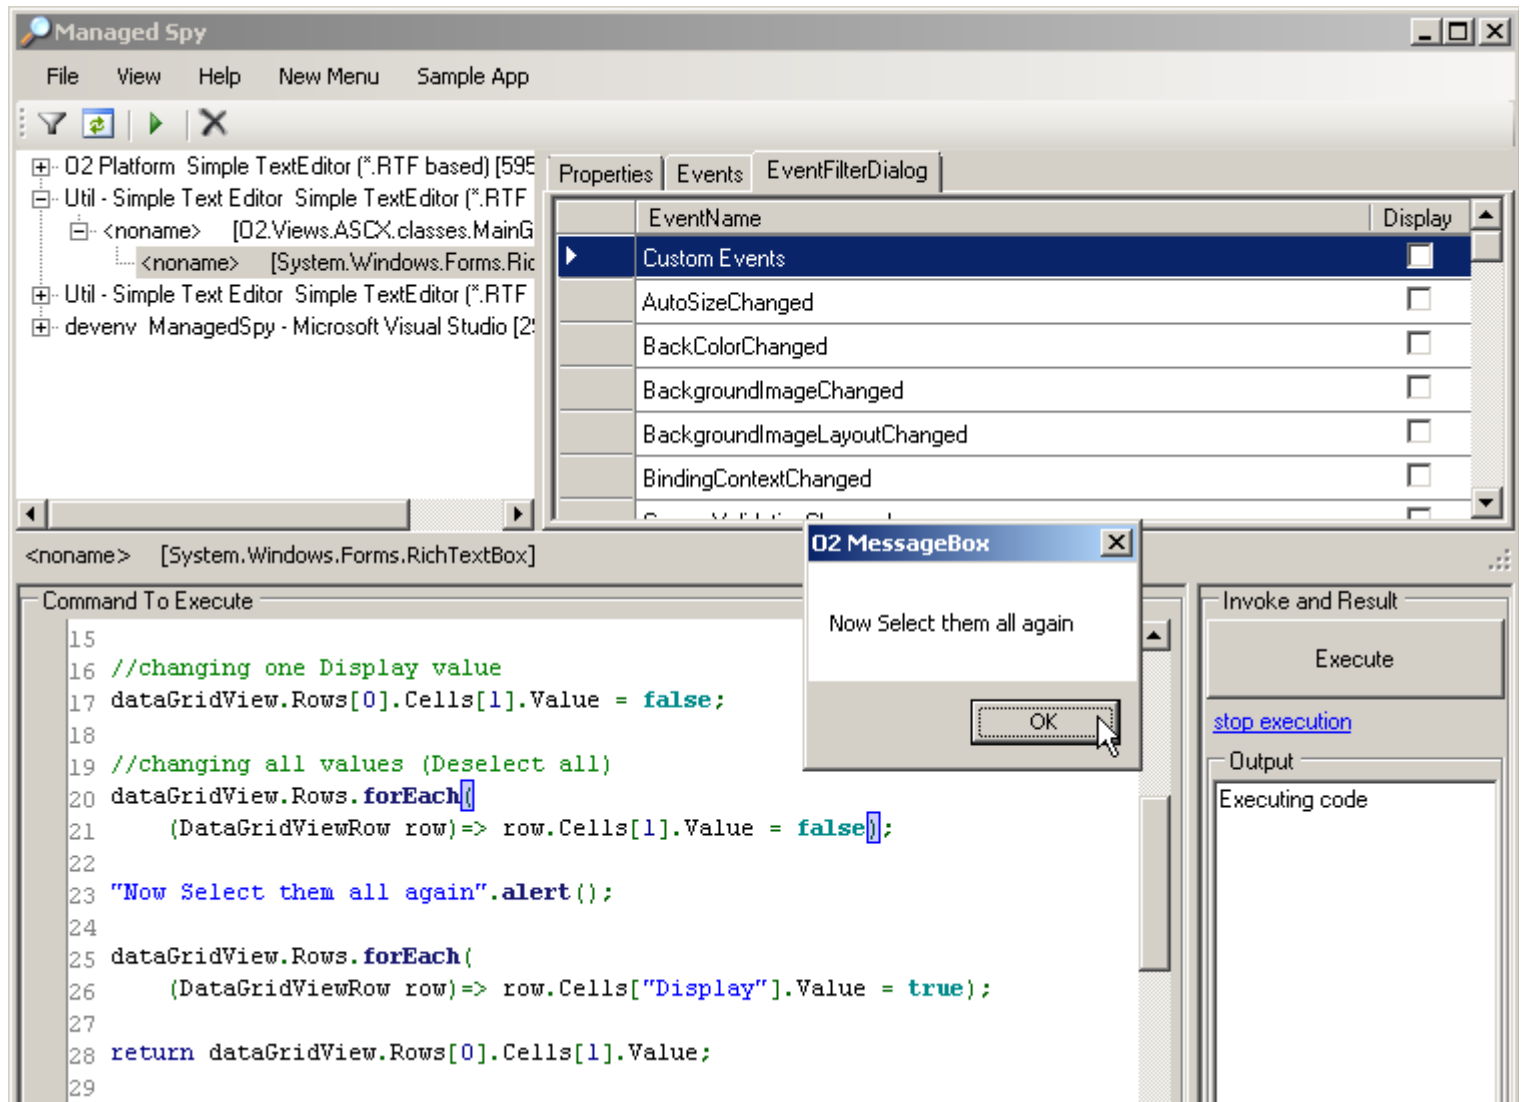 Managed Spy
File View Help New Menu Sample App
O2 Platform Simple TextEditor (*.RTF based) [595
Util - Simple Text Editor Simple TextEditor (*.RTF
<noname> [O2.Views.ASCX.classes.MainG
<noname> [System.Windows.Forms.Ric
Util - Simple Text Editor Simple TextEditor (*.RTF
devenv ManagedSpy - Microsoft Visual Studio [2
Properties Events EventFilterDialog
EventName Display
Custom Events
AutoSizeChanged
BackColorChanged
BackgroundImageChanged
BackgroundImageLayoutChanged
BindingContextChanged
<noname> [System.Windows.Forms.RichTextBox]
O2 MessageBox
Now Select them all again
OK
Command To Execute
15
16 //changing one Display value
17 dataGridView.Rows[0].Cells[1].Value = false;
18
19 //changing all values (Deselect all)
20 dataGridView.Rows.forEach(
21 (DataGridViewRow row)=> row.Cells[1].Value = false);
22
23 "Now Select them all again".alert();
24
25 dataGridView.Rows.forEach(
26 (DataGridViewRow row)=> row.Cells["Display"].Value = true);
27
28 return dataGridView.Rows[0].Cells[1].Value;
29
Invoke and Result
Execute
stop execution
Output
Executing code